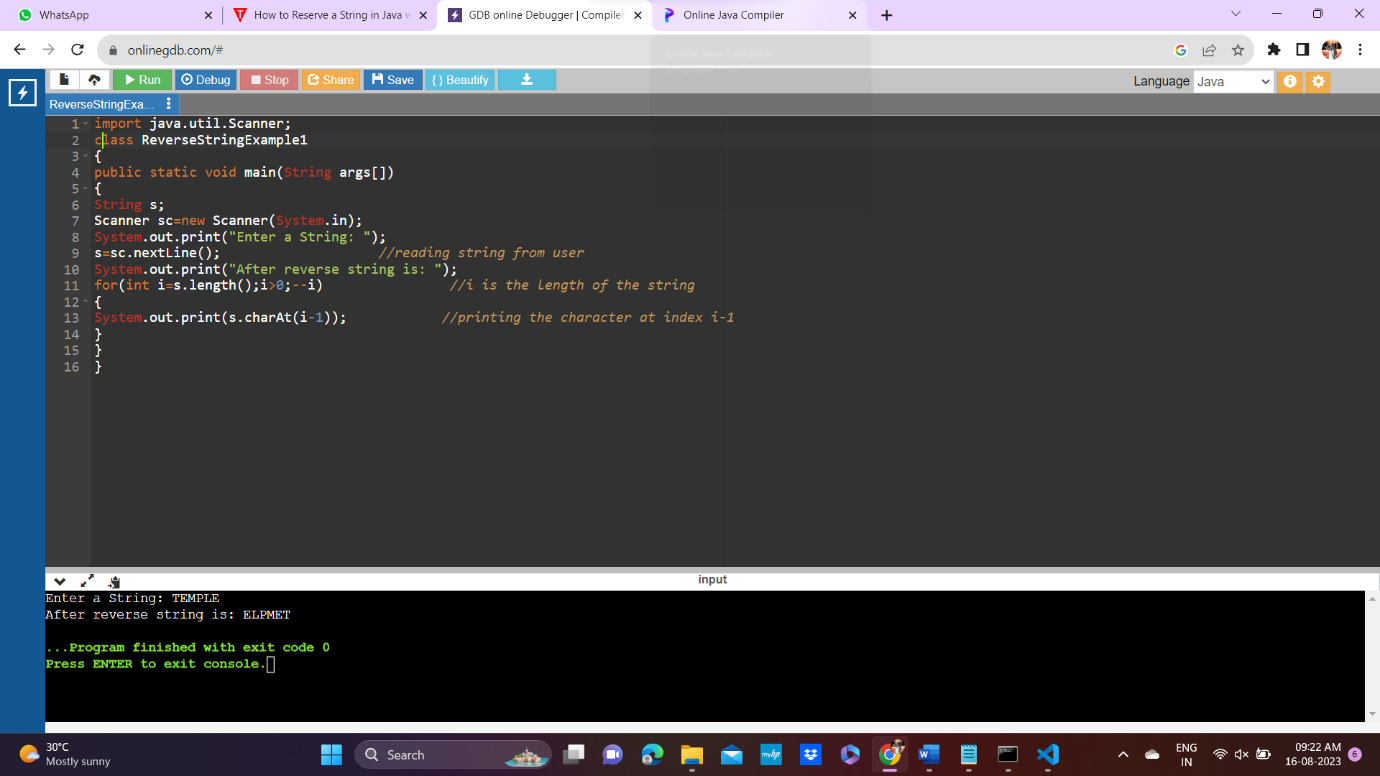 WhatsApp
How to Reserve a String in Java w
GDB online Debugger | Compiler
Online Java Compiler
onlinegdb.com/#
Online Java Compiler
Run Debug Stop Share Save { } Beautify
Language Java
ReverseStringExa...
1 import java.util.Scanner;
2 class ReverseStringExample1
3 {
4 public static void main(String args[])
5 {
6 String s;
7 Scanner sc=new Scanner(System.in);
8 System.out.print("Enter a String: ");
9 s=sc.nextLine(); //reading string from user
10 System.out.print("After reverse string is: ");
11 for(int i=s.length();i>0;--i) //i is the length of the string
12 {
13 System.out.print(s.charAt(i-1)); //printing the character at index i-1
14 }
15 }
16 }
input
Enter a String: TEMPLE
After reverse string is: ELPMET
...Program finished with exit code 0
Press ENTER to exit console.
30°C
Mostly sunny
Search
myhp
W
ENG
IN
09:22 AM
16-08-2023
6